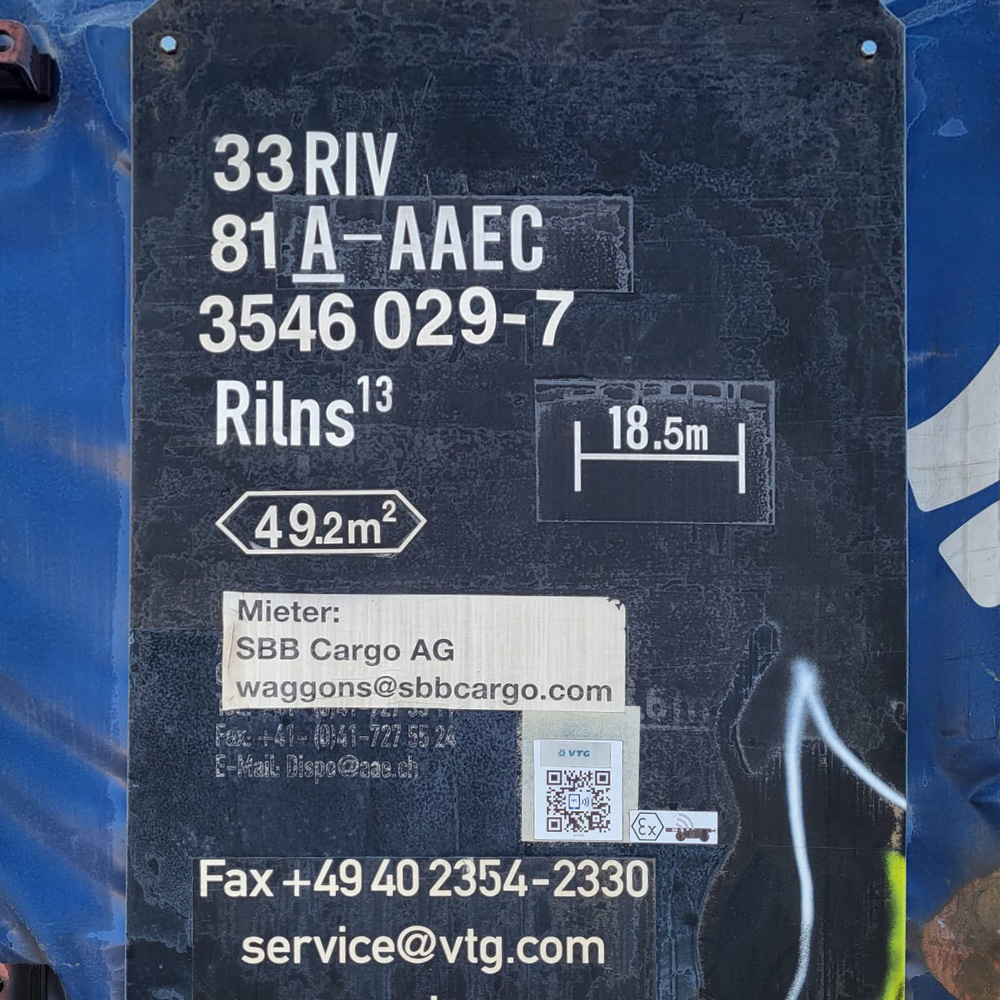 33 RIV
81 A-AAEC
3546 029-7
Rilns¹³
18.5m
49.2m²
Mieter:
SBB Cargo AG
waggons@sbbcargo.com
Fax: +41- (0)41-727 55 24
E-Mail: Dispo@aae.ch
VTG
Ex
Fax +49 40 2354-2330
service@vtg.com